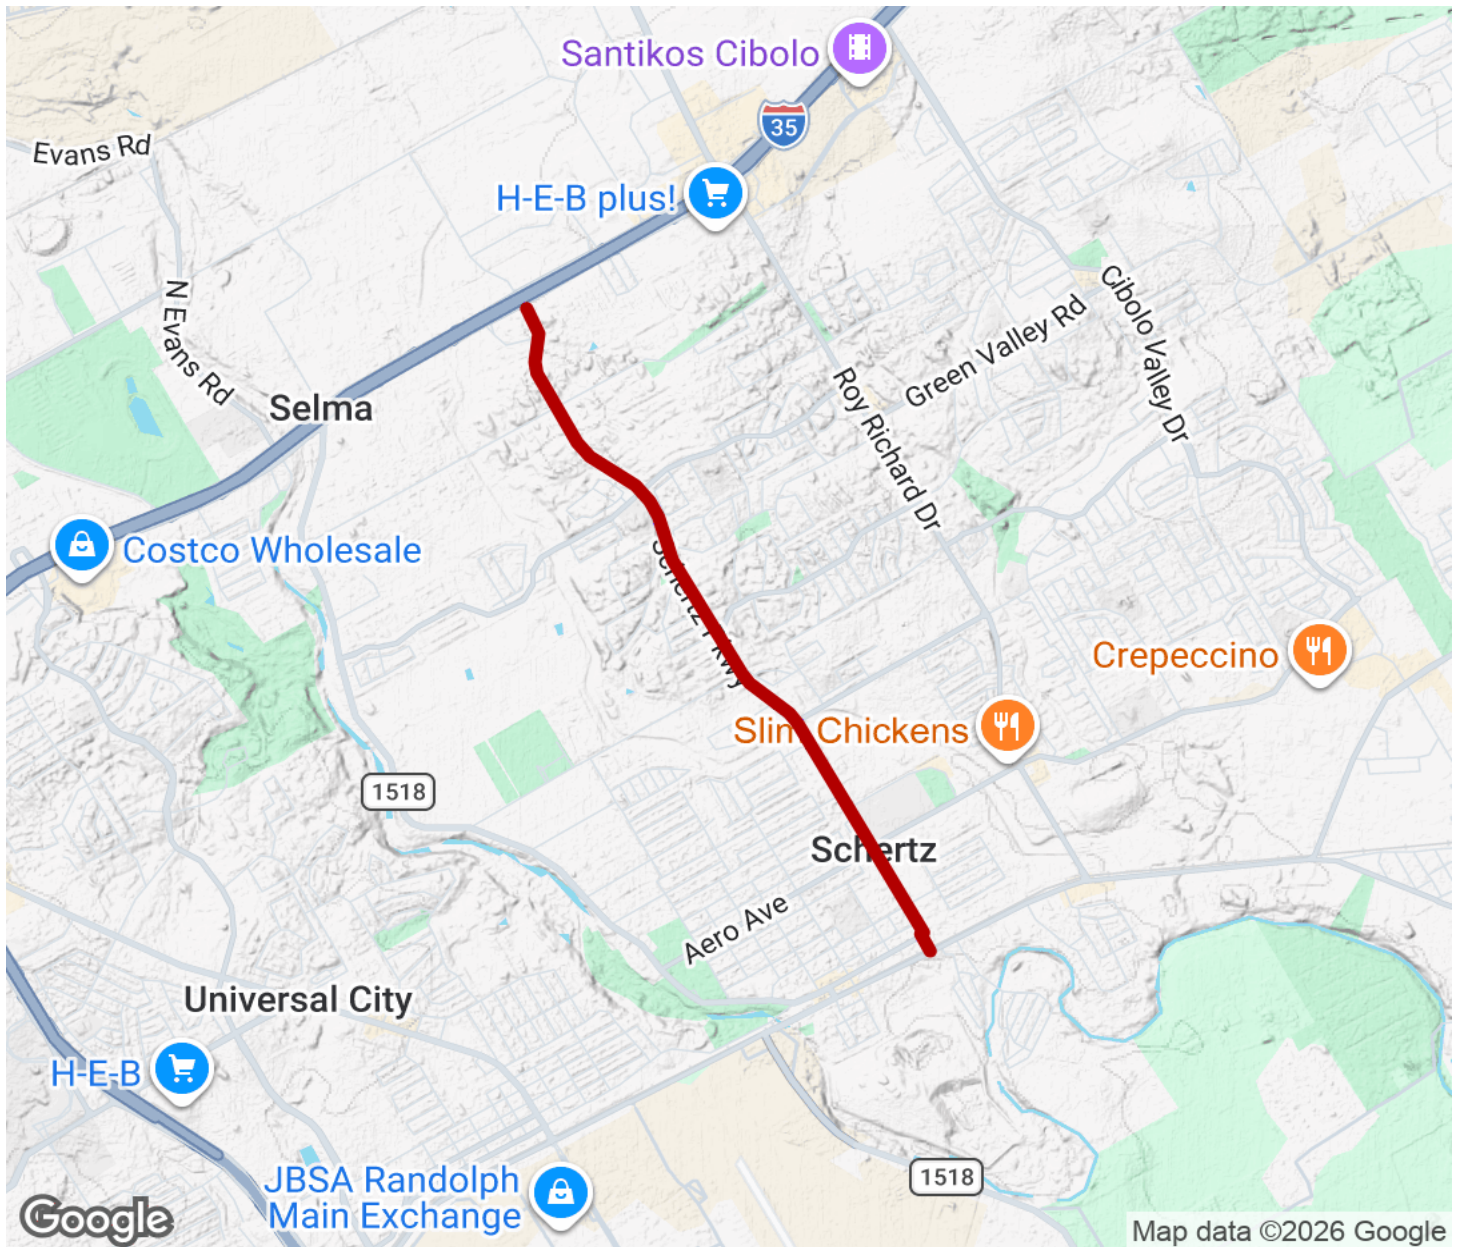 Santikos Cibolo
35
Evans Rd
H-E-B plus!
N Evans Rd
Cibolo Valley Dr
Green Valley Rd
Roy Richard Dr
Selma
Costco Wholesale
Schertz Pkwy
Crepeccino
Slim Chickens
1518
Schertz
Aero Ave
Universal City
H-E-B
JBSA Randolph
Main Exchange
1518
Google
Map data ©2026 Google